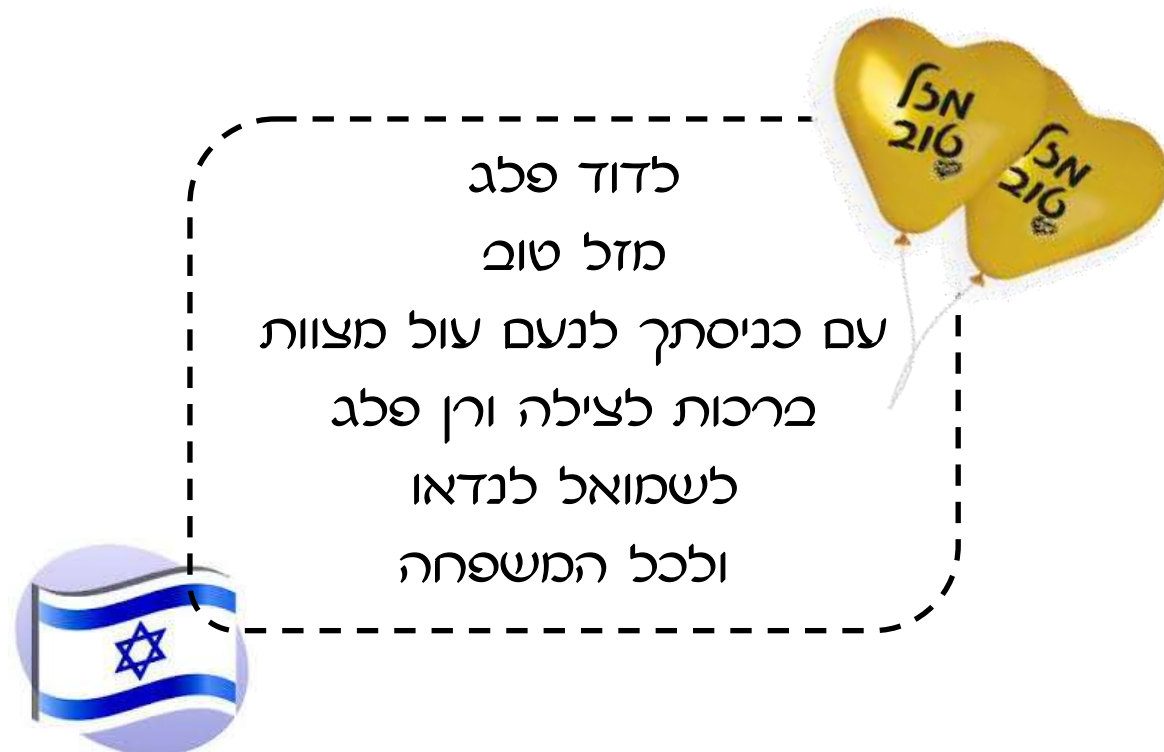 מזל
טוב
מזל
טוב
לדוד פלג
מזל טוב
עם כניסתך לנעם עול מצוות
ברכות לצילה ורן פלג
לשמואל לנדאו
ולכל המשפחה